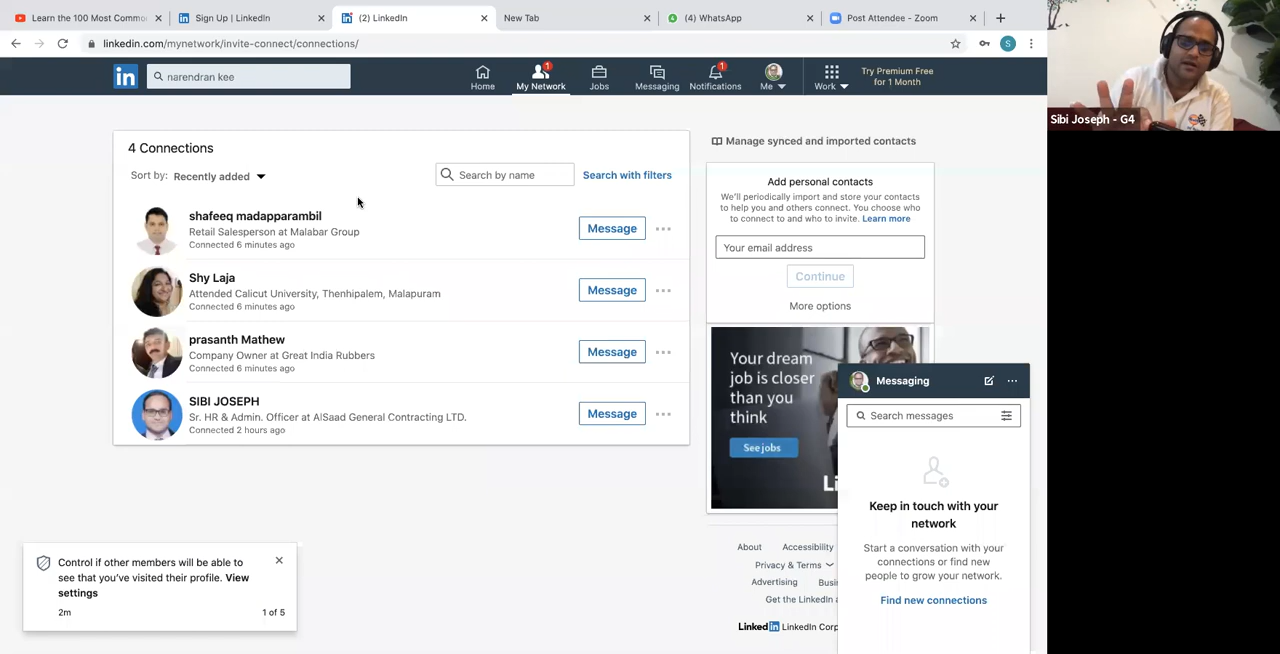 Learn the 100 Most Commo
Sign Up | LinkedIn
(2) LinkedIn
New Tab
(4) WhatsApp
Post Attendee - Zoom
linkedin.com/mynetwork/invite-connect/connections/
S
in
narendran kee
Home
1
My Network
Jobs
Messaging
1
Notifications
Me
Work
Try Premium Free
for 1 Month
Sibi Joseph - G4
4 Connections
Sort by: Recently added
Search by name
Search with filters
shafeeq madapparambil
Retail Salesperson at Malabar Group
Connected 6 minutes ago
Message
Shy Laja
Attended Calicut University, Thenhipalem, Malapuram
Connected 6 minutes ago
Message
prasanth Mathew
Company Owner at Great India Rubbers
Connected 6 minutes ago
Message
SIBI JOSEPH
Sr. HR & Admin. Officer at AlSaad General Contracting LTD.
Connected 2 hours ago
Message
Manage synced and imported contacts
Add personal contacts
We'll periodically import and store your contacts
to help you and others connect. You choose who
to connect to and who to invite. Learn more
Your email address
Continue
More options
Your dream
job is closer
than you
think
See jobs
Li
About Accessibility
Privacy & Terms
Advertising Busin
Get the LinkedIn a
Linked in LinkedIn Corp
Messaging
Search messages
Keep in touch with your
network
Start a conversation with your
connections or find new
people to grow your network.
Find new connections
Control if other members will be able to
see that you've visited their profile. View
settings
2m
1 of 5